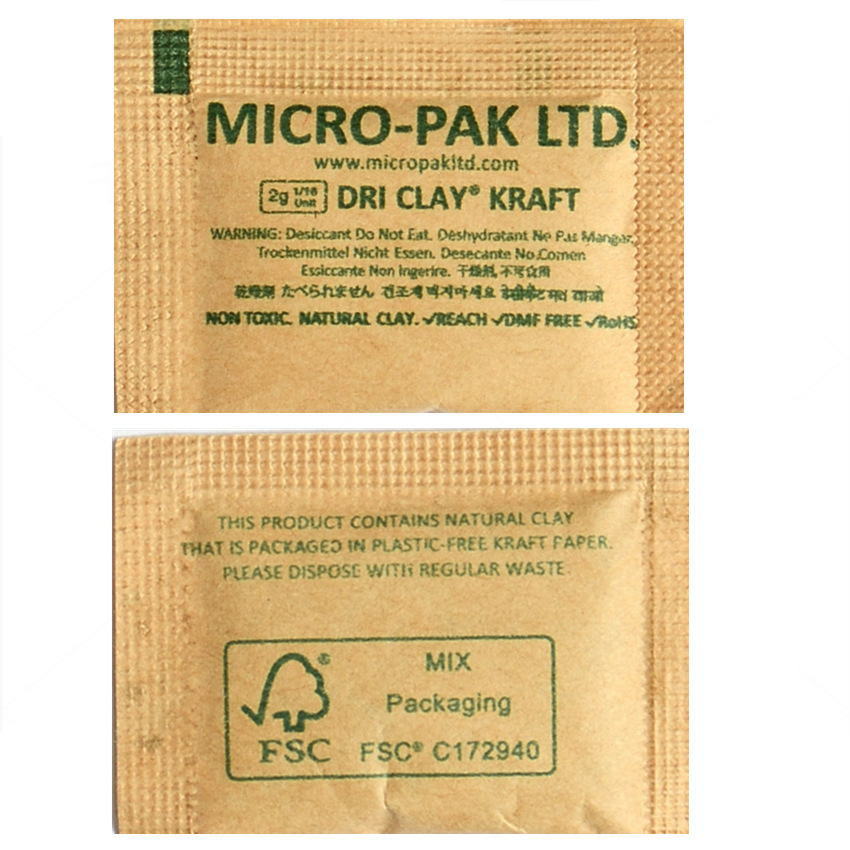 MICRO-PAK LTD.
www.micropakltd.com
2g 1/16 Unit DRI CLAY® KRAFT
WARNING: Desiccant Do Not Eat. Déshydratant Ne Pas Manger.
Trockenmittel Nicht Essen. Desecante No Comer.
Essiccante Non Ingerire. 干燥剂, 不可食用
乾燥剤 たべられません 건조제 먹지마세요
NON TOXIC. NATURAL CLAY. ✓REACH ✓DMF FREE ✓RoHS
THIS PRODUCT CONTAINS NATURAL CLAY
THAT IS PACKAGED IN PLASTIC-FREE KRAFT PAPER.
PLEASE DISPOSE WITH REGULAR WASTE.
® MIX
Packaging
FSC FSC® C172940